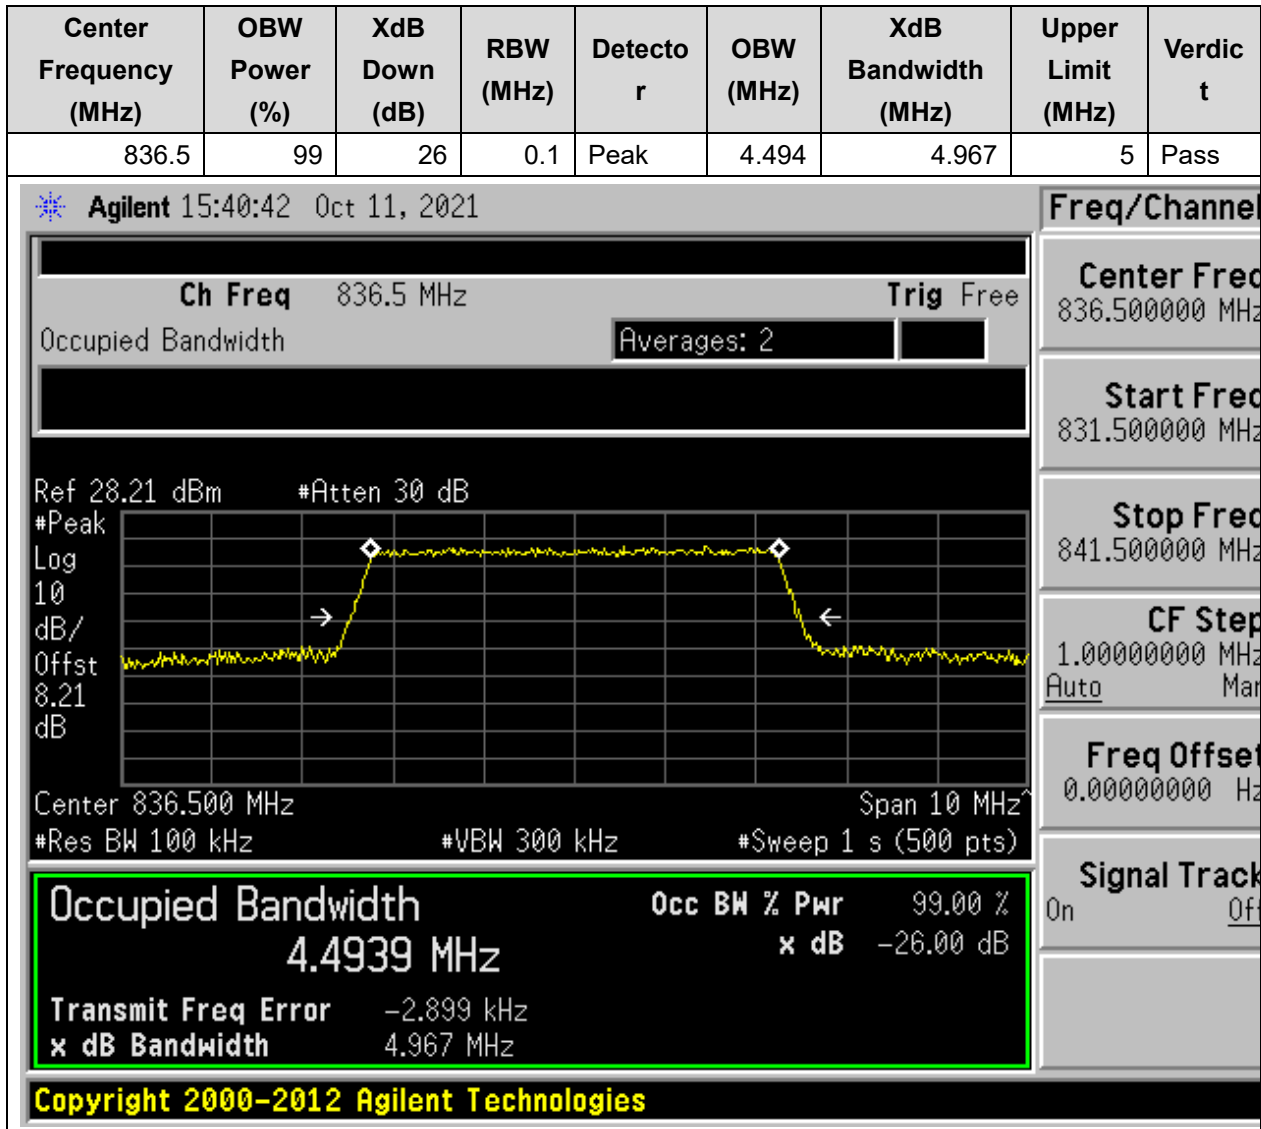 Center Frequency (MHz) OBW Power (%) XdB Down (dB) RBW (MHz) Detector OBW (MHz) XdB Bandwidth (MHz) Upper Limit (MHz) Verdict
836.5 99 26 0.1 Peak 4.494 4.967 5 Pass
Agilent 15:40:42 Oct 11, 2021
Freq/Channel
Ch Freq 836.5 MHz Trig Free
Occupied Bandwidth Averages: 2
Center Freq
836.500000 MHz
Start Freq
831.500000 MHz
Stop Freq
841.500000 MHz
CF Step
1.00000000 MHz
Auto Man
Freq Offset
0.00000000 Hz
Signal Track
On Off
Ref 28.21 dBm #Atten 30 dB
#Peak
Log
10
dB/
Offst
8.21
dB
Center 836.500 MHz Span 10 MHz^
#Res BW 100 kHz #VBW 300 kHz #Sweep 1 s (500 pts)
Occupied Bandwidth Occ BW % Pwr 99.00 %
4.4939 MHz x dB -26.00 dB
Transmit Freq Error -2.899 kHz
x dB Bandwidth 4.967 MHz
Copyright 2000-2012 Agilent Technologies